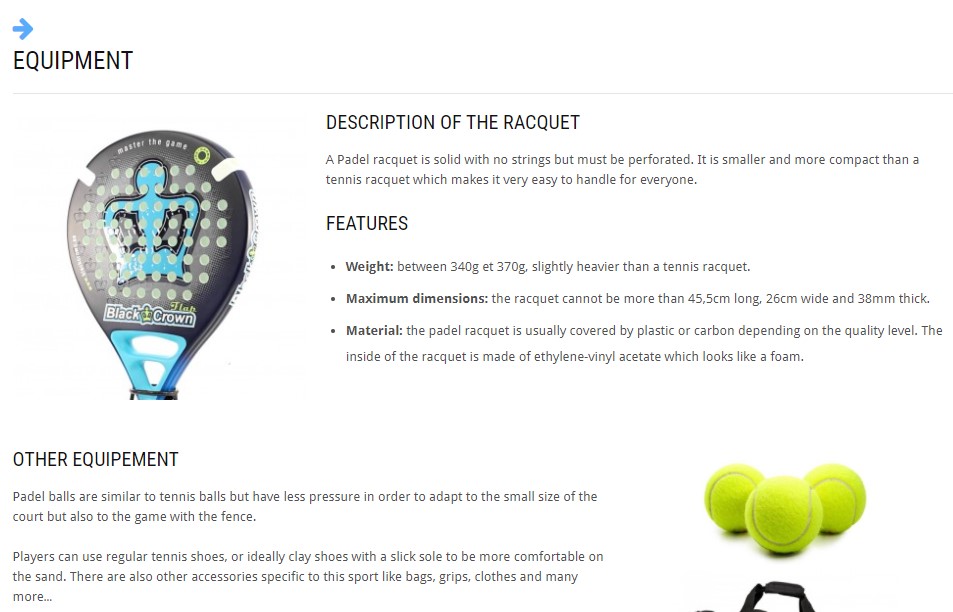 EQUIPMENT
DESCRIPTION OF THE RACQUET
A Padel racquet is solid with no strings but must be perforated. It is smaller and more compact than a
tennis racquet which makes it very easy to handle for everyone.
FEATURES
• Weight: between 340g et 370g, slightly heavier than a tennis racquet.
• Maximum dimensions: the racquet cannot be more than 45,5cm long, 26cm wide and 38mm thick.
• Material: the padel racquet is usually covered by plastic or carbon depending on the quality level. The
inside of the racquet is made of ethylene-vinyl acetate which looks like a foam.
master the game
Black Crown
OTHER EQUIPEMENT
Padel balls are similar to tennis balls but have less pressure in order to adapt to the small size of the
court but also to the game with the fence.
Players can use regular tennis shoes, or ideally clay shoes with a slick sole to be more comfortable on
the sand. There are also other accessories specific to this sport like bags, grips, clothes and many
more...